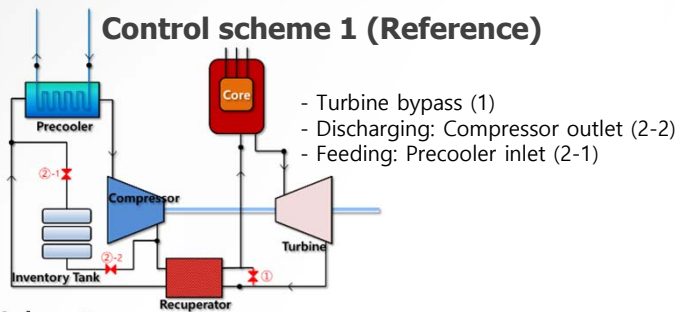 Control scheme 1 (Reference)
Core
- Turbine bypass (1)
- Discharging: Compressor outlet (2-2)
- Feeding: Precooler inlet (2-1)
Precooler
②-1
Compressor
Turbine
②-2
Inventory Tank
①
Recuperator